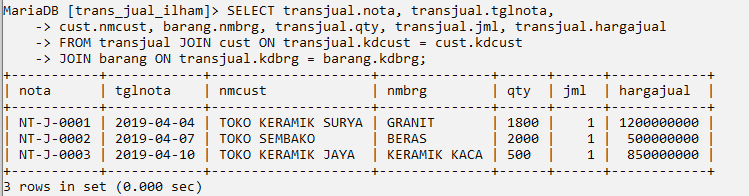 MariaDB [trans_jual_ilham]> SELECT transjual.nota, transjual.tglnota,
    -> cust.nmcust, barang.nmbrg, transjual.qty, transjual.jml, transjual.hargajual
    -> FROM transjual JOIN cust ON transjual.kdcust = cust.kdcust
    -> JOIN barang ON transjual.kdbrg = barang.kdbrg;
+-----------+------------+--------------------+--------------+------+------+------------+
| nota      | tglnota    | nmcust             | nmbrg        | qty  | jml  | hargajual  |
+-----------+------------+--------------------+--------------+------+------+------------+
| NT-J-0001 | 2019-04-04 | TOKO KERAMIK SURYA | GRANIT       | 1800 |    1 | 1200000000 |
| NT-J-0002 | 2019-04-07 | TOKO SEMBAKO       | BERAS        | 2000 |    1 |  500000000 |
| NT-J-0003 | 2019-04-10 | TOKO KERAMIK JAYA  | KERAMIK KACA | 500  |    1 |  850000000 |
+-----------+------------+--------------------+--------------+------+------+------------+
3 rows in set (0.000 sec)